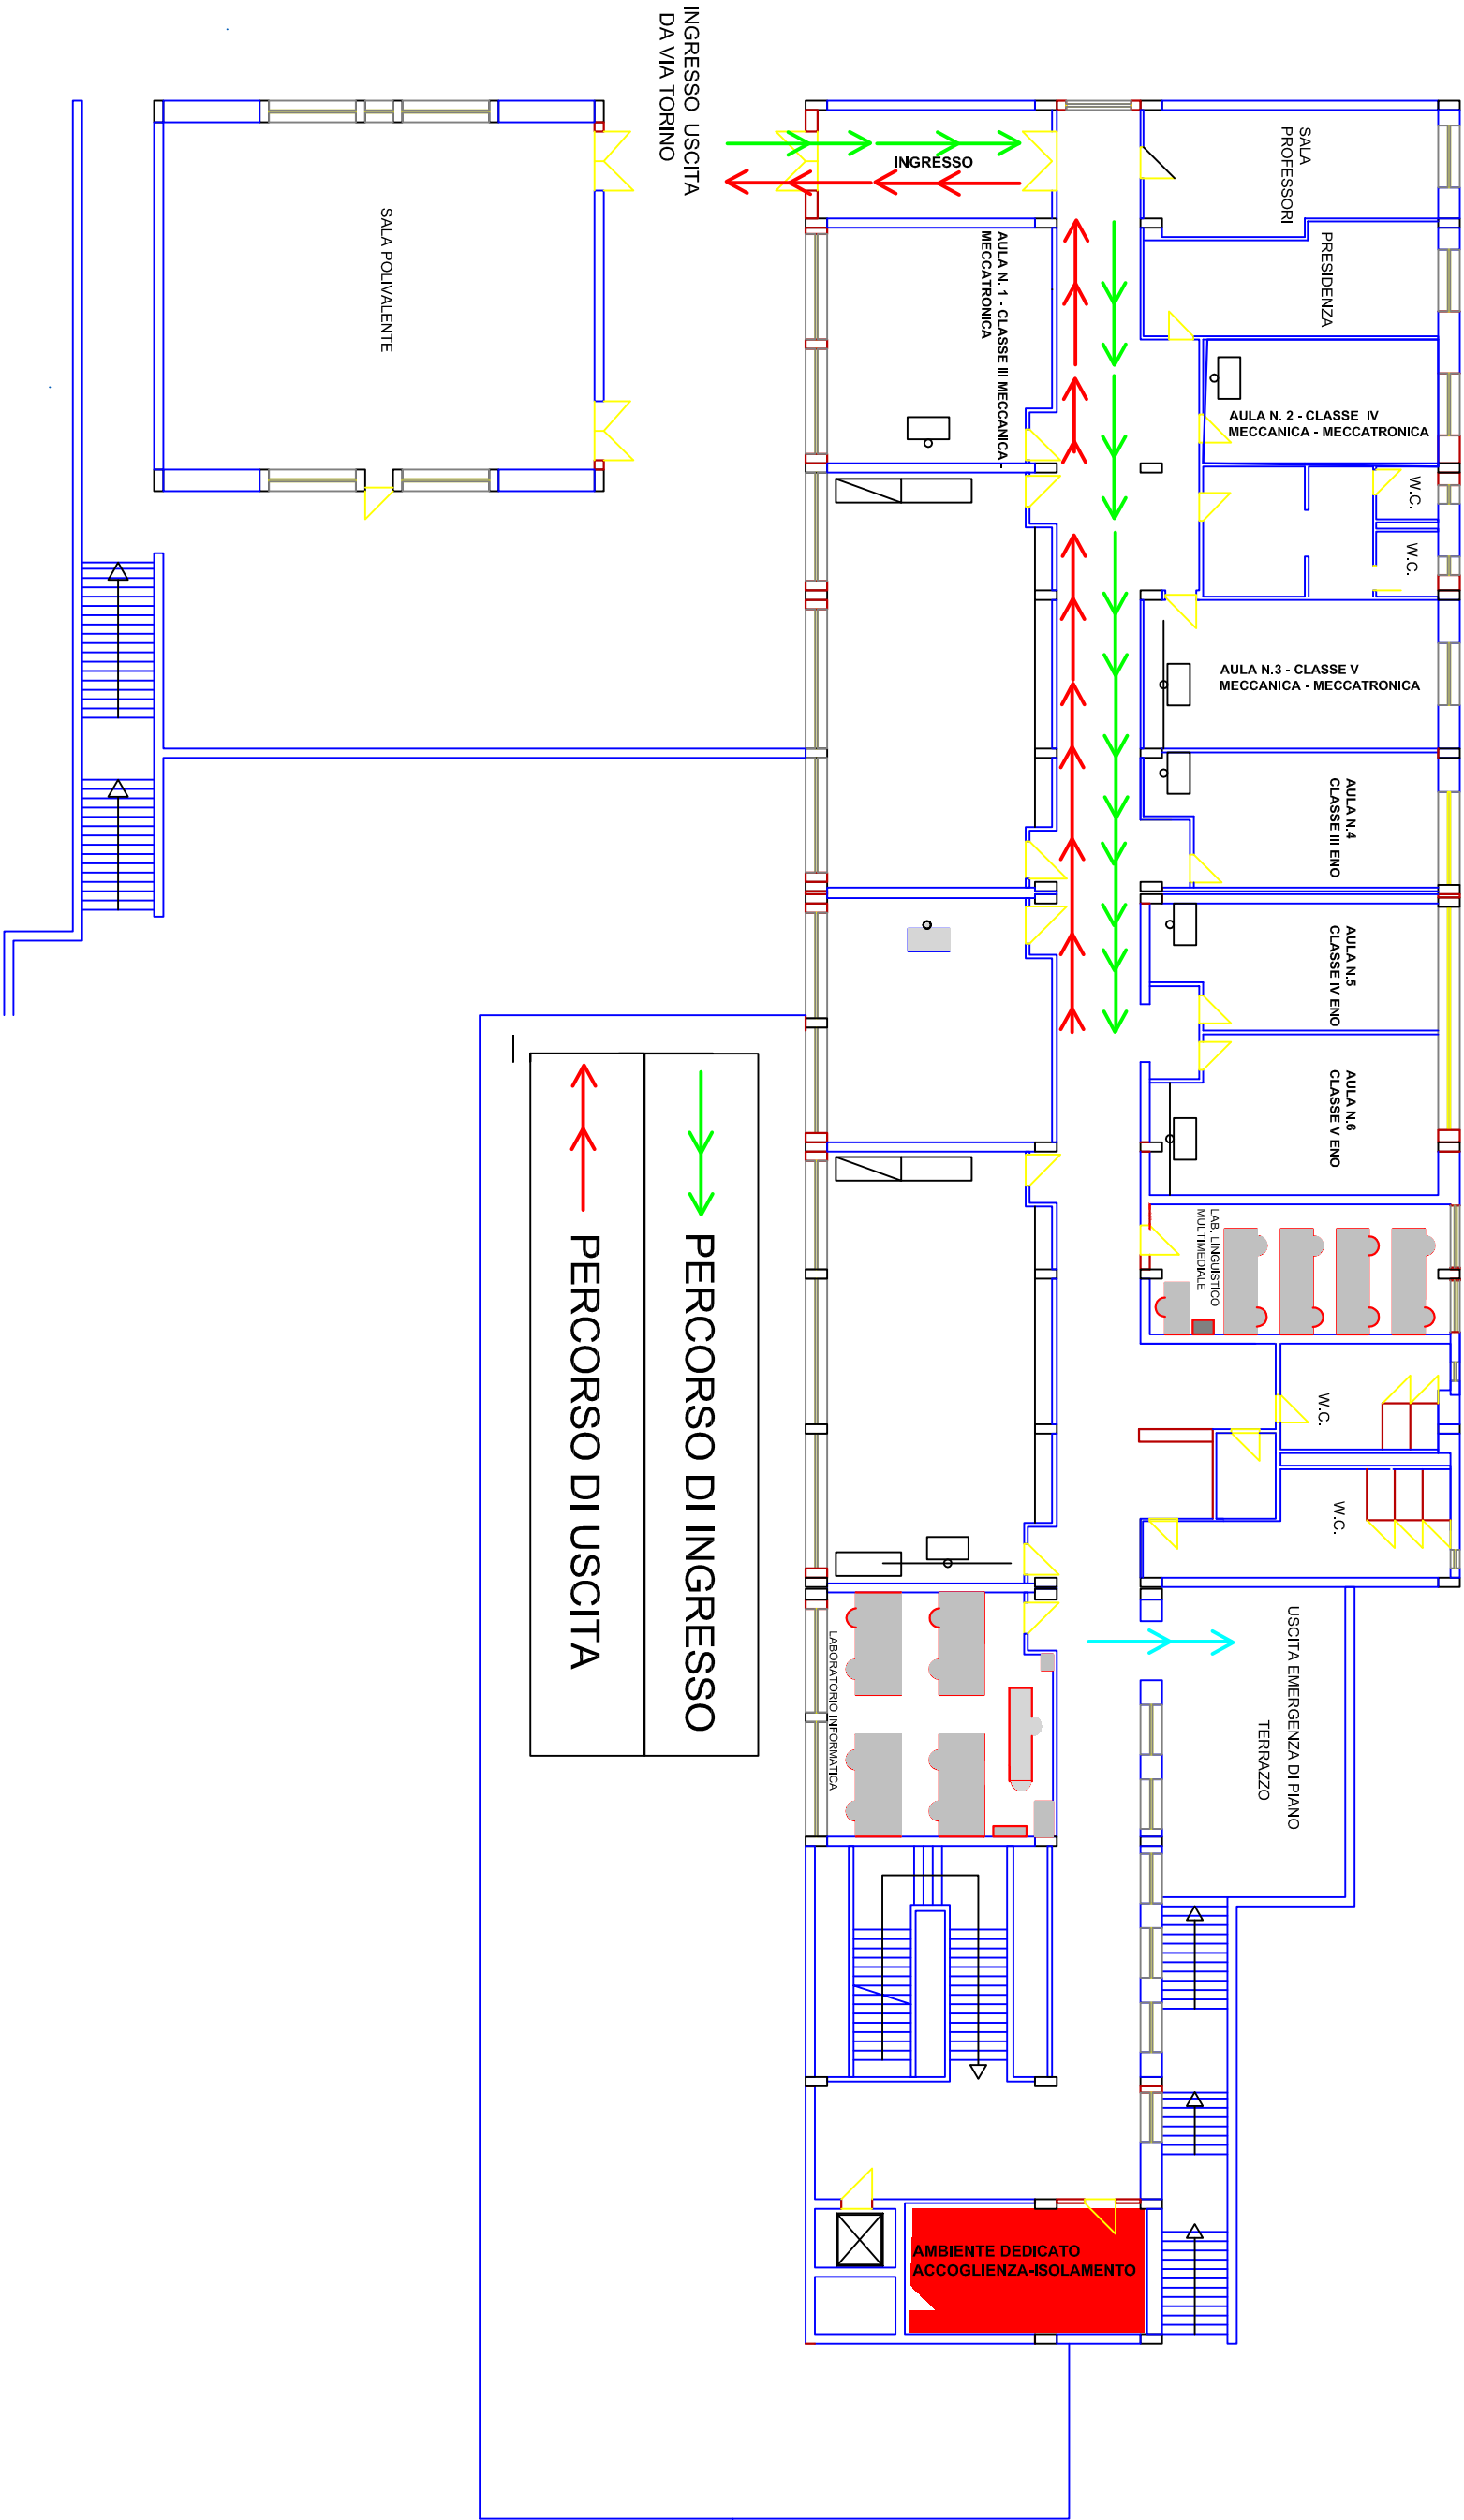 INGRESSO USCITA
DA VIA TORINO
SALA
PROFESSORI
INGRESSO
PRESIDENZA
SALA POLIVALENTE
AULA N. 1 - CLASSE III MECCANICA -
MECCATRONICA
AULA N. 2 - CLASSE IV
MECCANICA - MECCATRONICA
W.C.
W.C.
AULA N.3 - CLASSE V
MECCANICA - MECCATRONICA
AULA N.4
CLASSE III ENO
AULA N.5
CLASSE IV ENO
AULA N.6
CLASSE V ENO
LAB. LINGUISTICO
MULTIMEDIALE
PERCORSO DI INGRESSO
PERCORSO DI USCITA
W.C.
W.C.
USCITA EMERGENZA DI PIANO
TERRAZZO
LABORATORIO INFORMATICA
AMBIENTE DEDICATO
ACCOGLIENZA-ISOLAMENTO